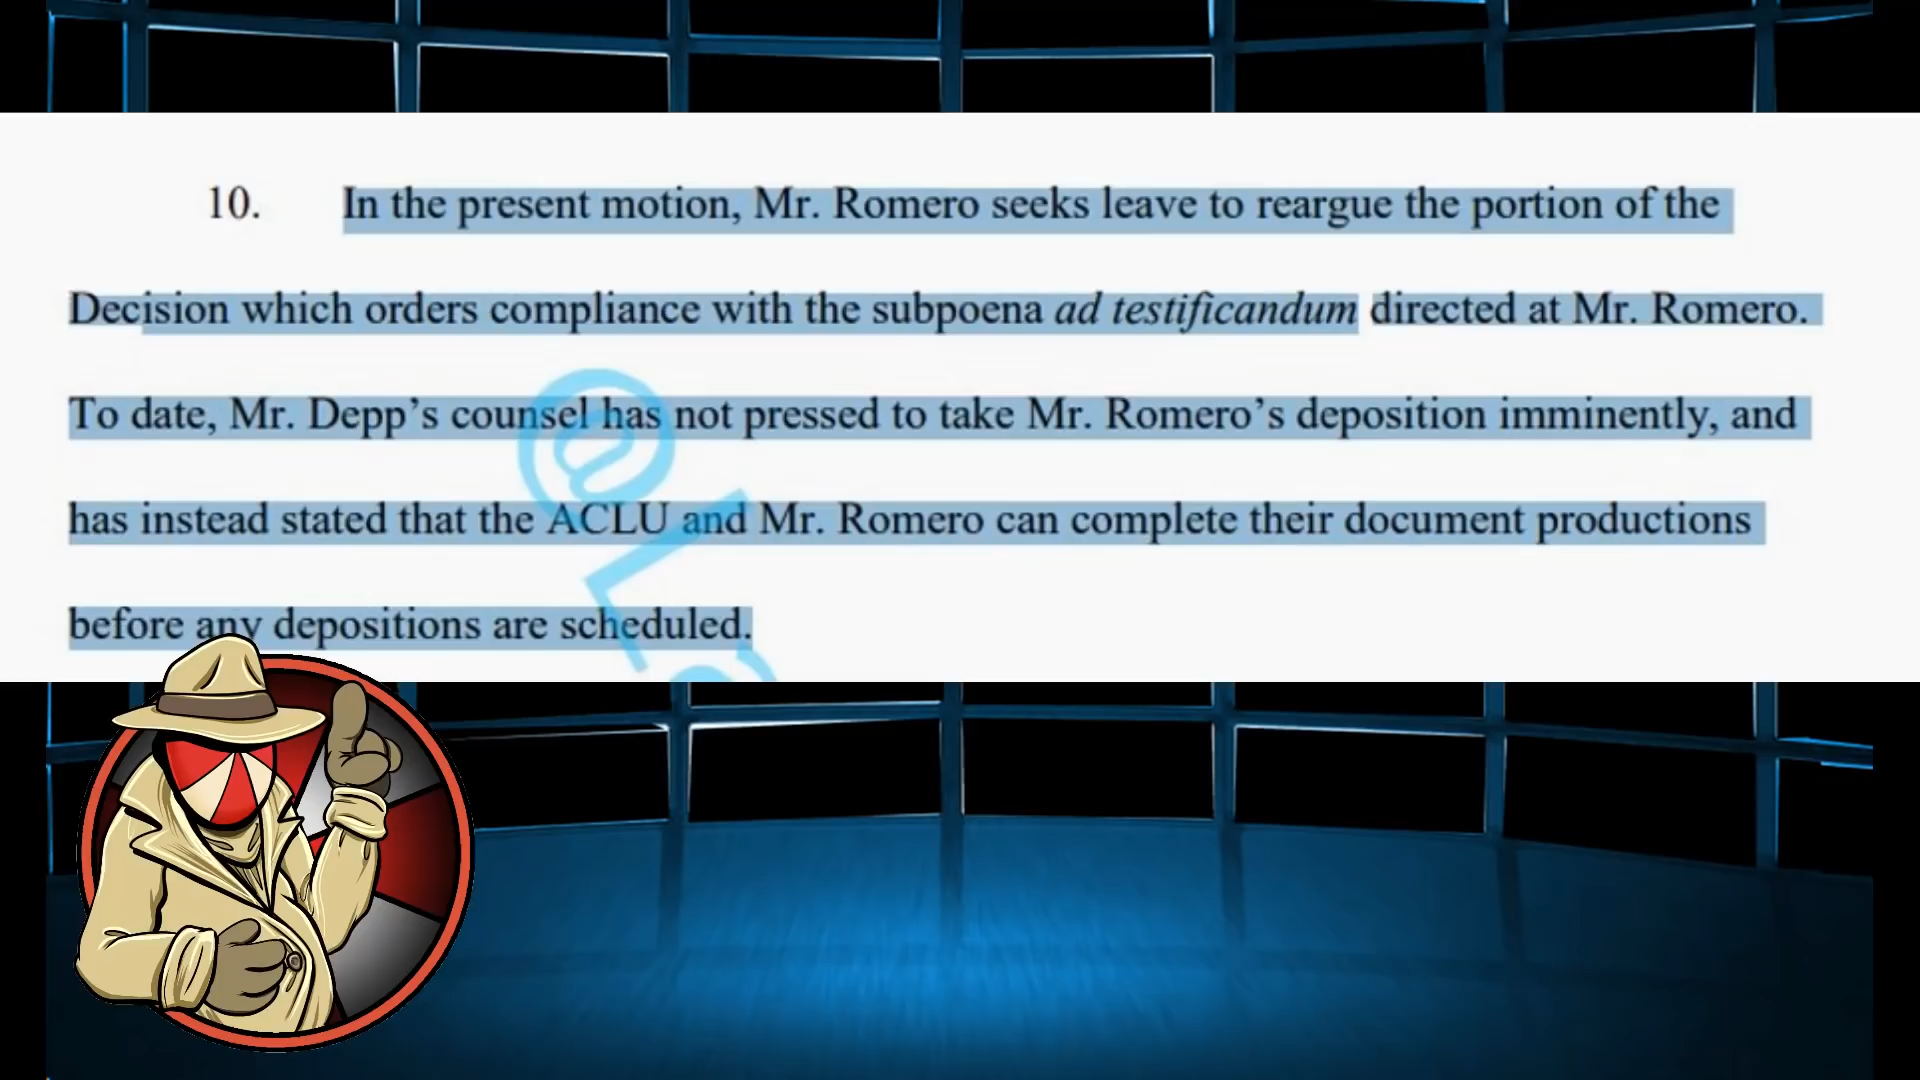 10. In the present motion, Mr. Romero seeks leave to reargue the portion of the
Decision which orders compliance with the subpoena ad testificandum directed at Mr. Romero.
To date, Mr. Depp’s counsel has not pressed to take Mr. Romero’s deposition imminently, and
has instead stated that the ACLU and Mr. Romero can complete their document productions
before any depositions are scheduled.